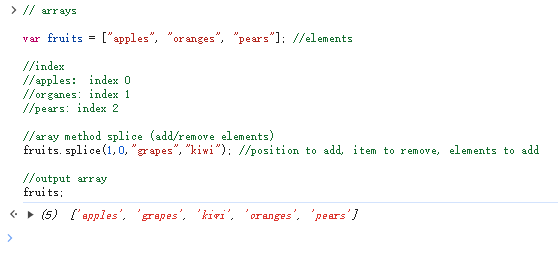 // arrays
var fruits = ["apples", "oranges", "pears"]; //elements
//index
//apples:  index 0
//organes: index 1
//pears: index 2
//aray method splice (add/remove elements)
fruits.splice(1,0,"grapes","kiwi"); //position to add, item to remove, elements to add
//output array
fruits;
(5) ['apples', 'grapes', 'kiwi', 'oranges', 'pears']